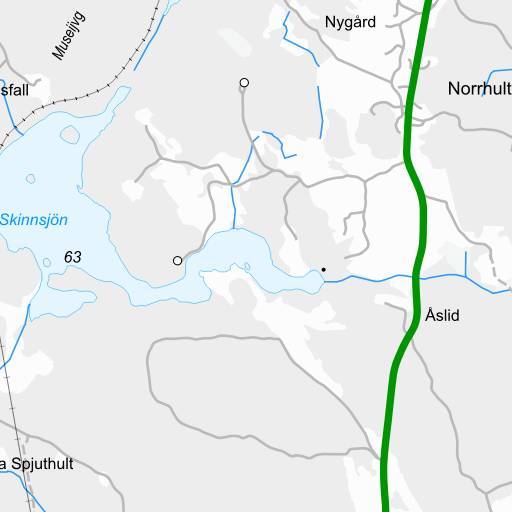 Nygård
Musejvg
sfall
Norrhult
Skinnsjön
63
Åslid
a Spjuthult